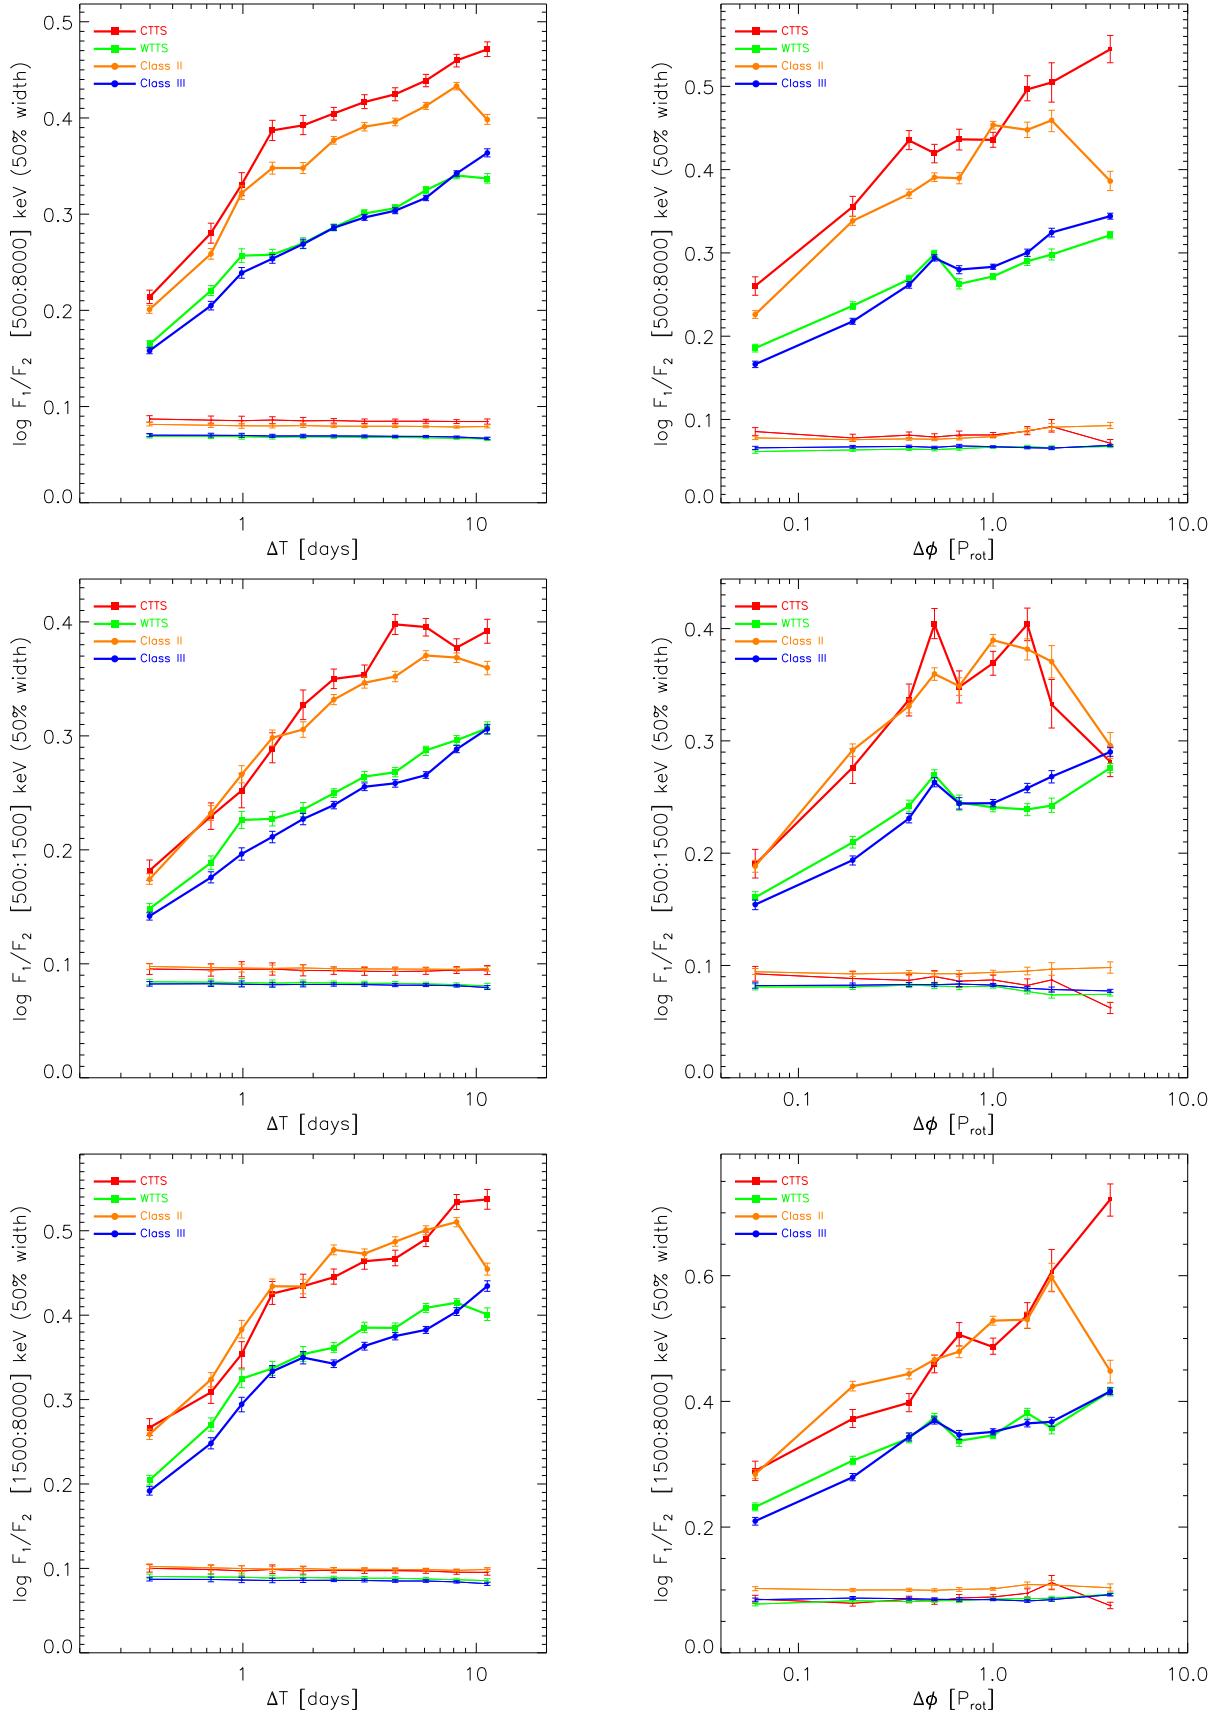 0.5
0.4
0.3
0.2
0.1
0.0
log F1/F2 [500:8000] keV (50% width)
CTTS
WTTS
Class II
Class III
1 10
ΔT [days]
0.5
0.4
0.3
0.2
0.1
0.0
log F1/F2 [500:8000] keV (50% width)
CTTS
WTTS
Class II
Class III
0.1 1.0 10.0
Δϕ [Prot]
0.4
0.3
0.2
0.1
0.0
log F1/F2 [500:1500] keV (50% width)
CTTS
WTTS
Class II
Class III
1 10
ΔT [days]
0.4
0.3
0.2
0.1
0.0
log F1/F2 [500:1500] keV (50% width)
CTTS
WTTS
Class II
Class III
0.1 1.0 10.0
Δϕ [Prot]
0.5
0.4
0.3
0.2
0.1
0.0
log F1/F2 [1500:8000] keV (50% width)
CTTS
WTTS
Class II
Class III
1 10
ΔT [days]
0.6
0.4
0.2
0.0
log F1/F2 [1500:8000] keV (50% width)
CTTS
WTTS
Class II
Class III
0.1 1.0 10.0
Δϕ [Prot]